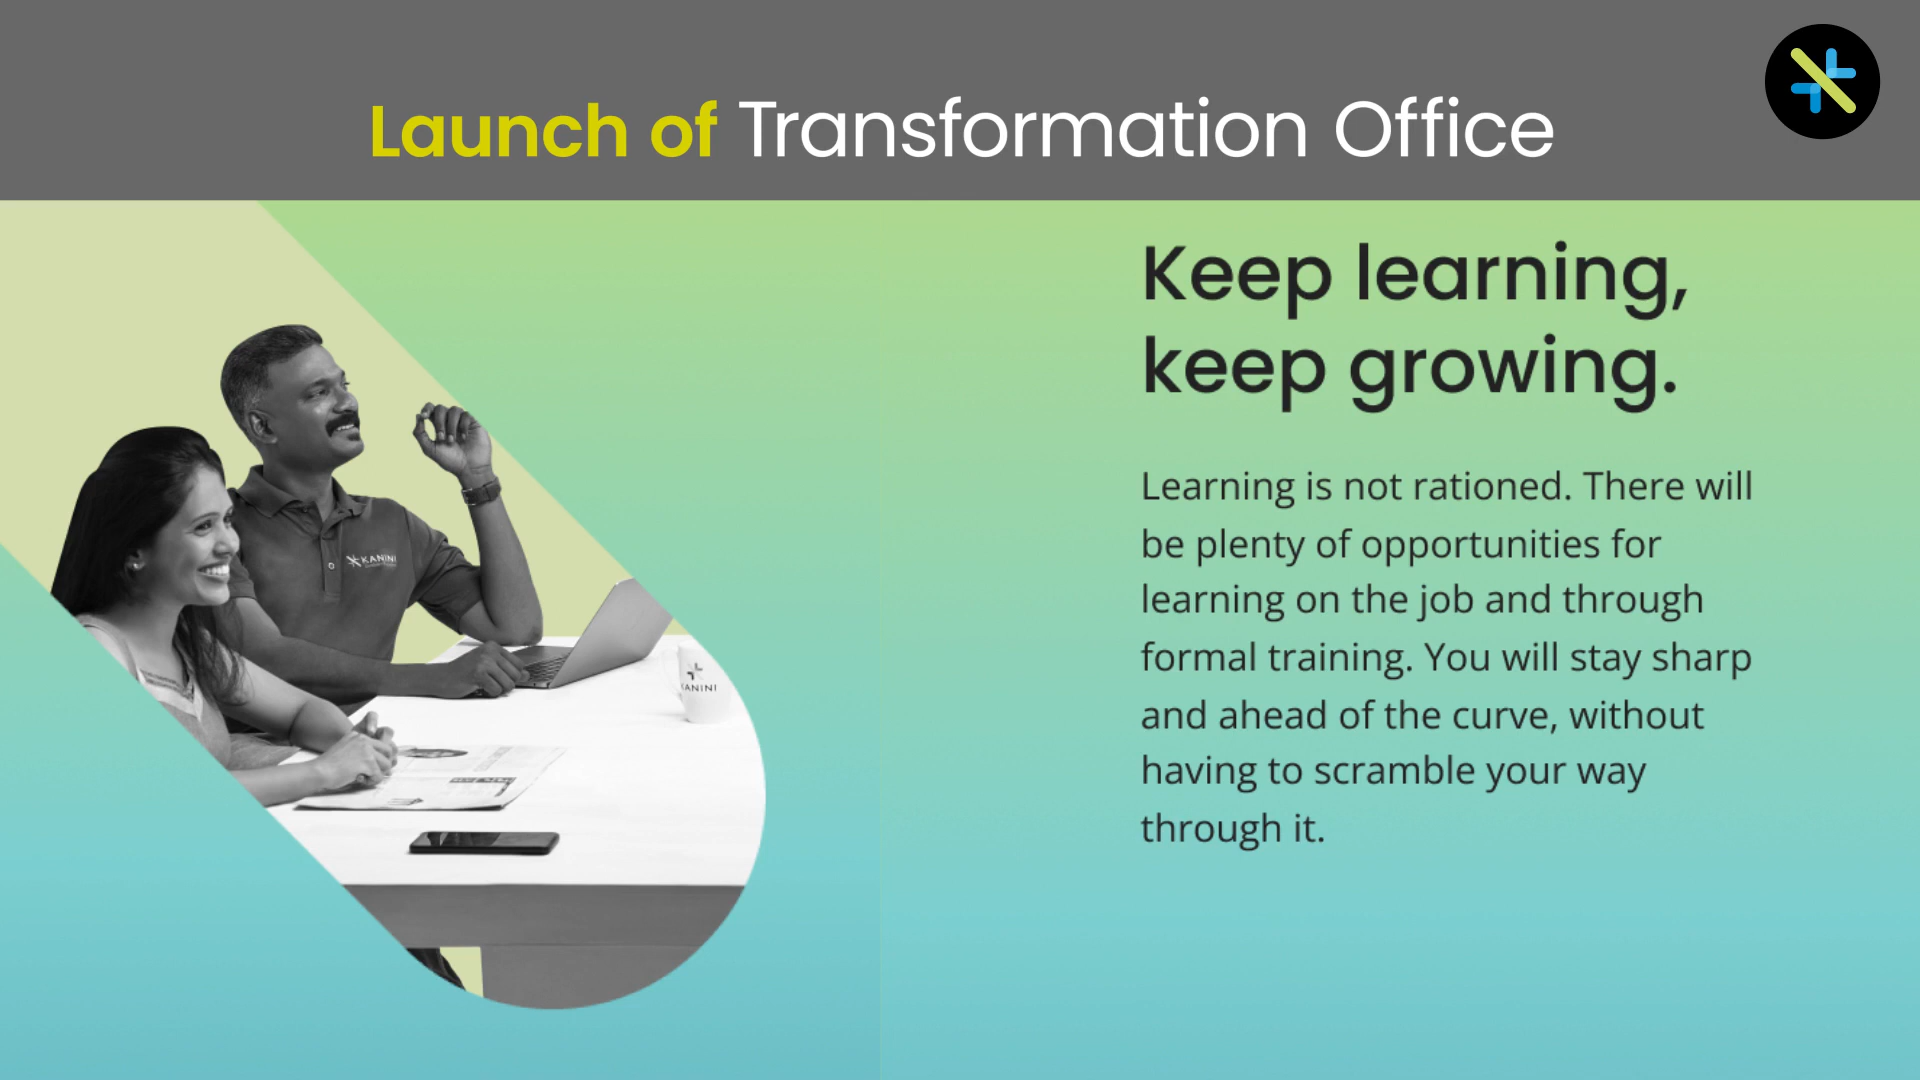 Launch of Transformation Office
Keep learning,
keep growing.
Learning is not rationed. There will
be plenty of opportunities for
learning on the job and through
formal training. You will stay sharp
and ahead of the curve, without
having to scramble your way
through it.
KANINI
KANINI